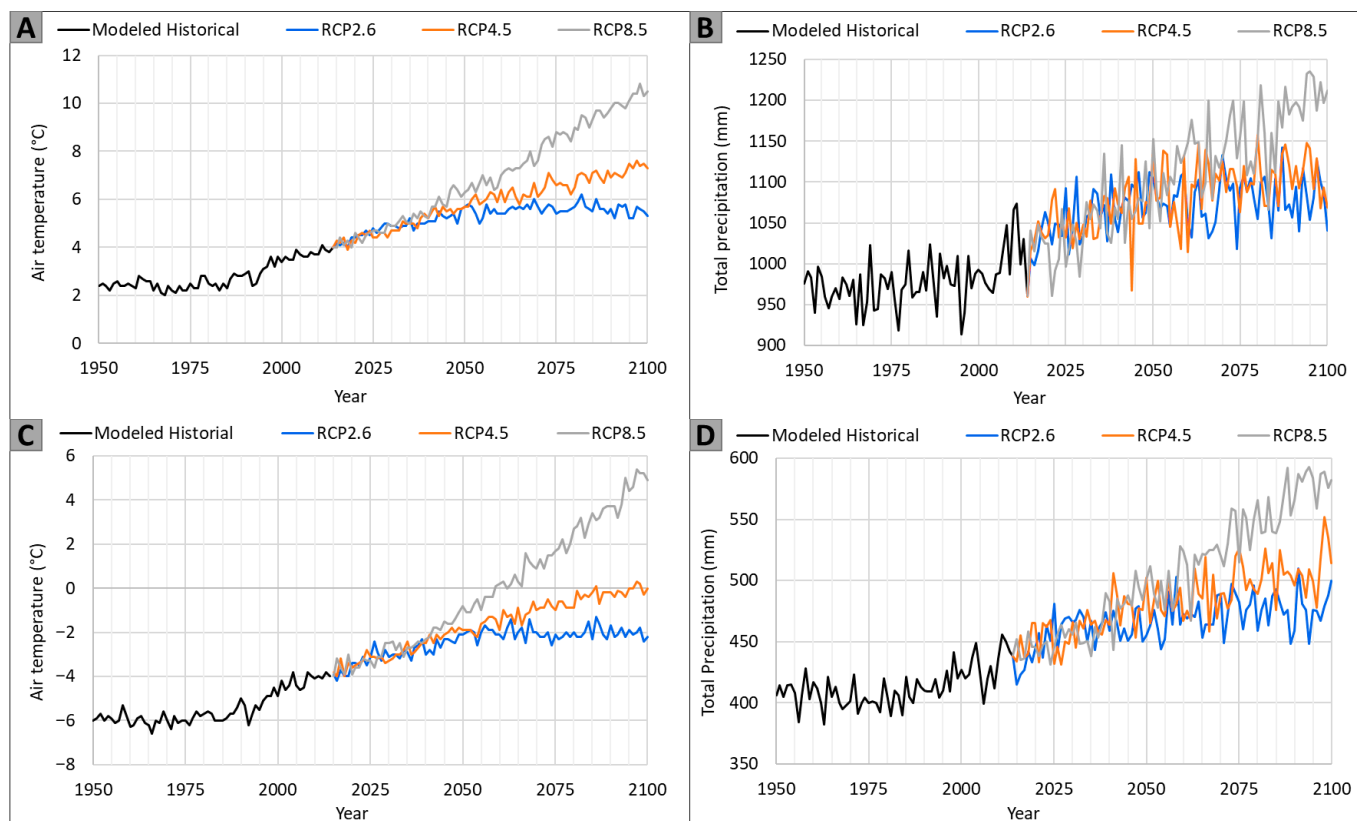 A
Modeled Historical RCP2.6 RCP4.5 RCP8.5
12
10
8
6
4
2
0
Air temperature (°C)
1950 1975 2000 2025 2050 2075 2100
Year
B
Modeled Historical RCP2.6 RCP4.5 RCP8.5
1250
1200
1150
1100
1050
1000
950
900
Total precipitation (mm)
1950 1975 2000 2025 2050 2075 2100
Year
C
Modeled Historial RCP2.6 RCP4.5 RCP8.5
6
4
2
0
−2
−4
−6
−8
Air temperature (°C)
1950 1975 2000 2025 2050 2075 2100
Year
D
Modeled Historical RCP2.6 RCP4.5 RCP8.5
600
550
500
450
400
350
Total Precipitation (mm)
1950 1975 2000 2025 2050 2075 2100
Year